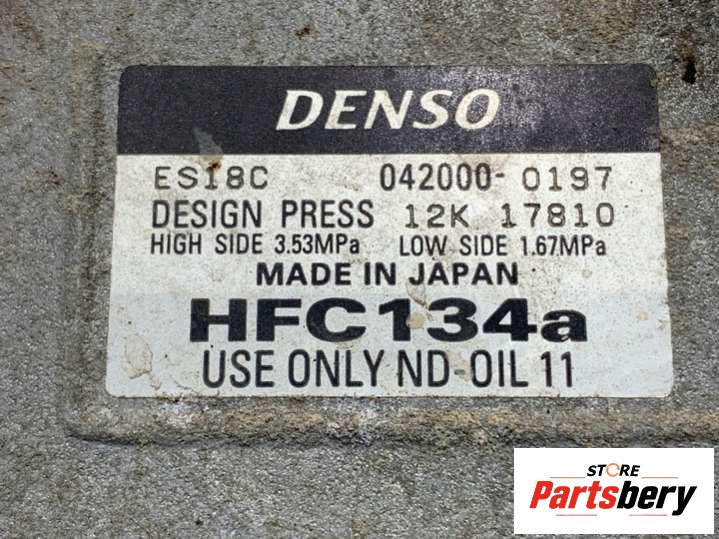 DENSO
ES18C 042000-0197
DESIGN PRESS 12K 17810
HIGH SIDE 3.53MPa LOW SIDE 1.67MPa
MADE IN JAPAN
HFC134a
USE ONLY ND-OIL 11
STORE
Partsbery